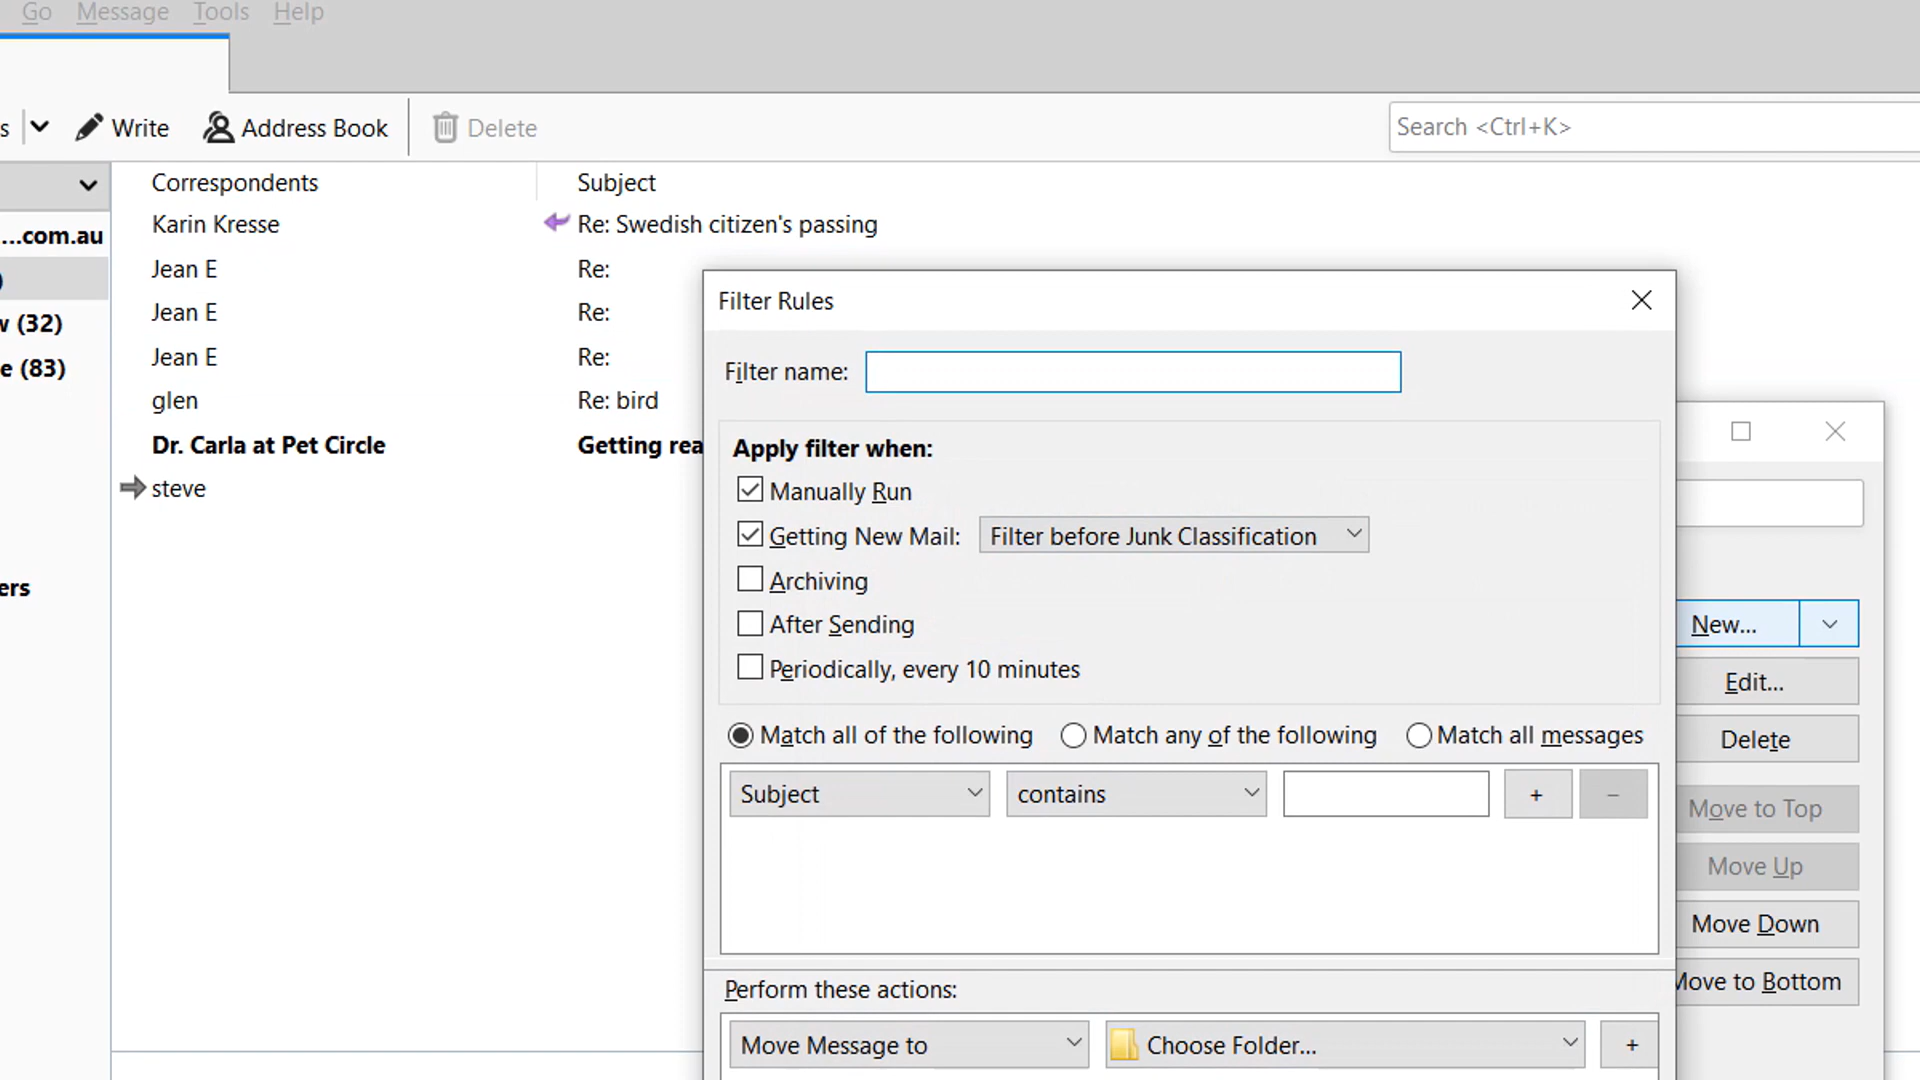 Go Message Tools Help
s Write Address Book Delete Search <Ctrl+K>
Correspondents Subject
Karin Kresse Re: Swedish citizen's passing
...com.au
Jean E Re:
)
Jean E Re:
w (32)
Jean E Re:
e (83)
glen Re: bird
Dr. Carla at Pet Circle Getting rea
steve
ers
Filter Rules
Filter name:
Apply filter when:
Manually Run
Getting New Mail: Filter before Junk Classification
Archiving
After Sending
Periodically, every 10 minutes
Match all of the following Match any of the following Match all messages
Subject contains + −
Perform these actions:
Move Message to Choose Folder... +
New...
Edit...
Delete
Move to Top
Move Up
Move Down
Move to Bottom